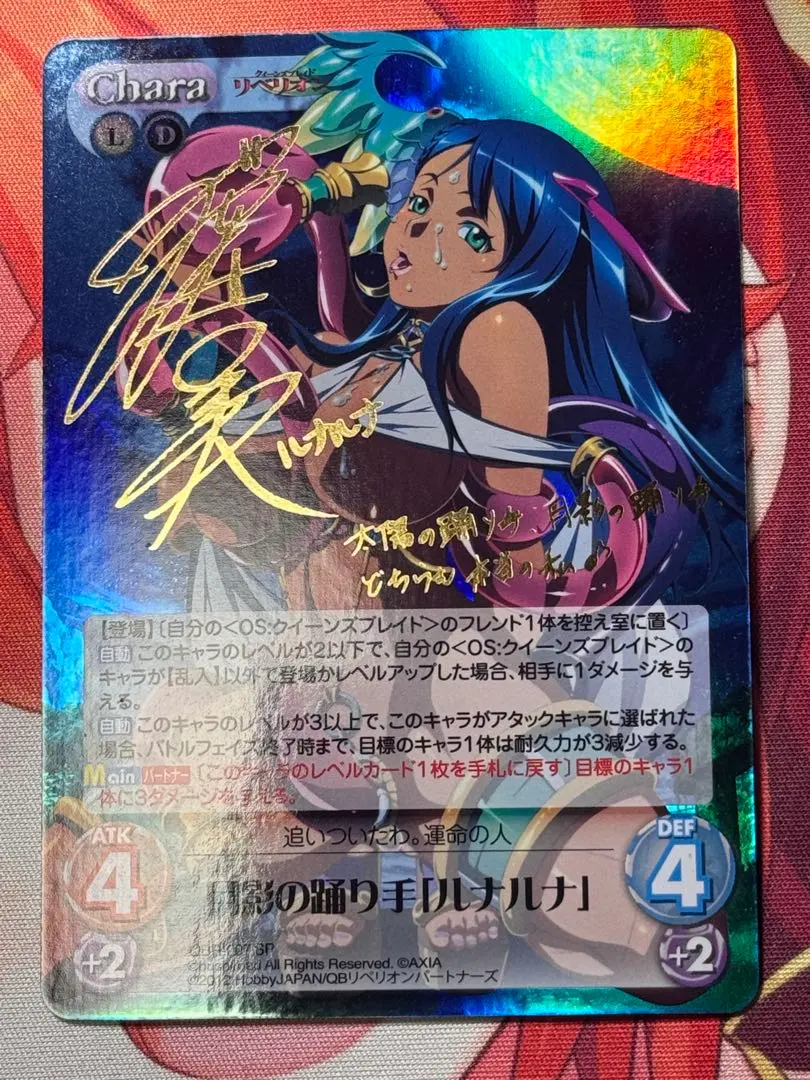 Chara
クイーンズブレイド
リベリオン
L D
ルナルナ
太陽の踊り子、月影の踊り子、
どちらも本当の私
【登場】〔自分の<OS:クイーンズブレイド>のフレンド1体を控え室に置く〕
自動 このキャラのレベルが2以下で、自分の<OS:クイーンズブレイド>の
キャラが【乱入】以外で登場かレベルアップした場合、相手に1ダメージを与
える。
自動 このキャラのレベルが3以上で、このキャラがアタックキャラに選ばれた
場合、バトルフェイズ終了時まで、目標のキャラ1体は耐久力が3減少する。
Main パートナー 〔このキャラのレベルカード1枚を手札に戻す〕目標のキャラ1
体に3ダメージを与える。
追いついたわ。運命の人
ATK
4
DEF
4
月影の踊り手「ルナルナ」
+2
+2
All Rights Reserved. ©AXIA
©2012 HobbyJAPAN/QBリベリオンパートナーズ